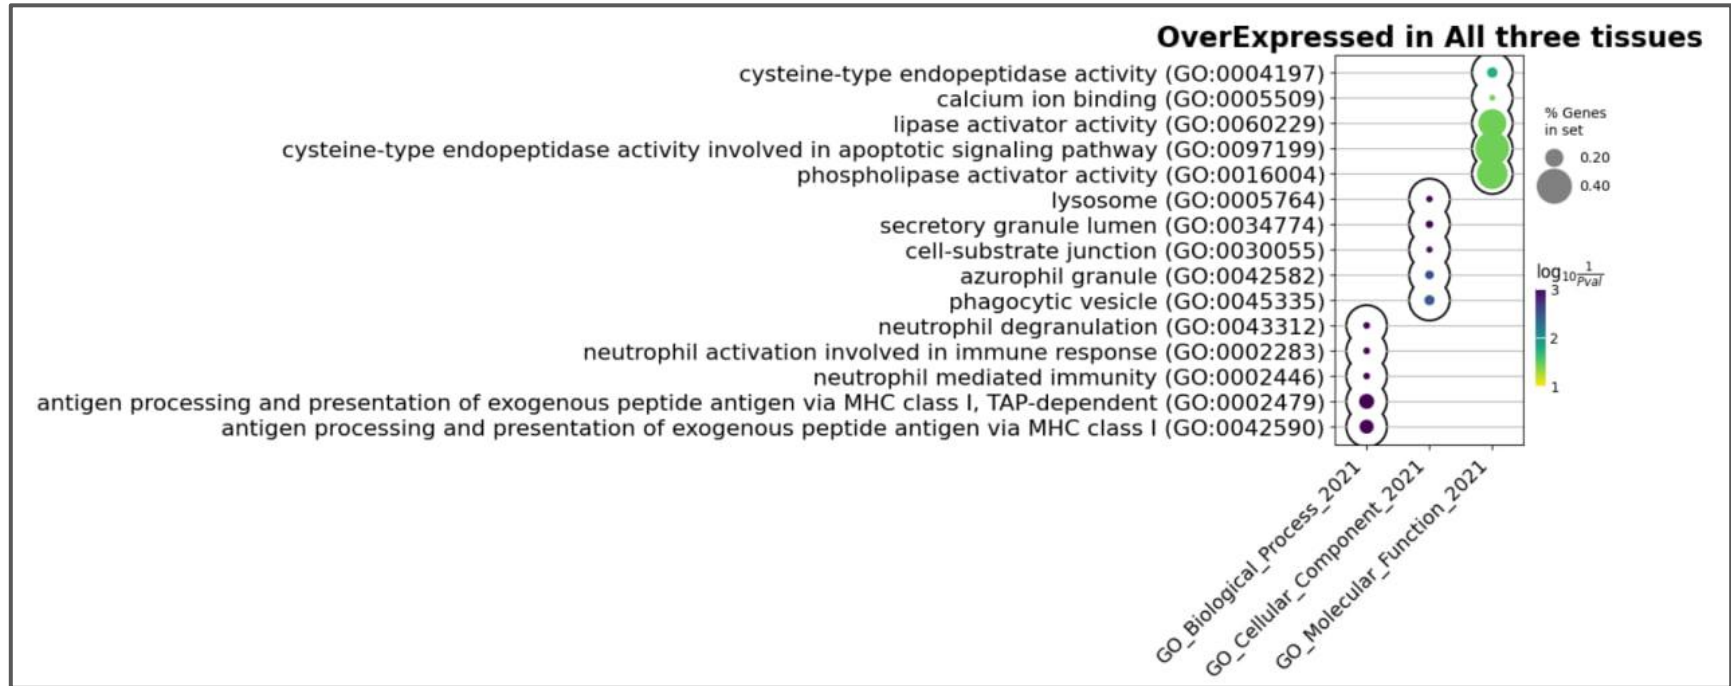 OverExpressed in All three tissues
cysteine-type endopeptidase activity (GO:0004197)
calcium ion binding (GO:0005509)
lipase activator activity (GO:0060229)
cysteine-type endopeptidase activity involved in apoptotic signaling pathway (GO:0097199)
phospholipase activator activity (GO:0016004)
lysosome (GO:0005764)
secretory granule lumen (GO:0034774)
cell-substrate junction (GO:0030055)
azurophil granule (GO:0042582)
phagocytic vesicle (GO:0045335)
neutrophil degranulation (GO:0043312)
neutrophil activation involved in immune response (GO:0002283)
neutrophil mediated immunity (GO:0002446)
antigen processing and presentation of exogenous peptide antigen via MHC class I, TAP-dependent (GO:0002479)
antigen processing and presentation of exogenous peptide antigen via MHC class I (GO:0042590)
GO_Biological_Process_2021
GO_Cellular_Component_2021
GO_Molecular_Function_2021
% Genes
in set
0.20
0.40
log₁₀ 1/Pval
3
2
1